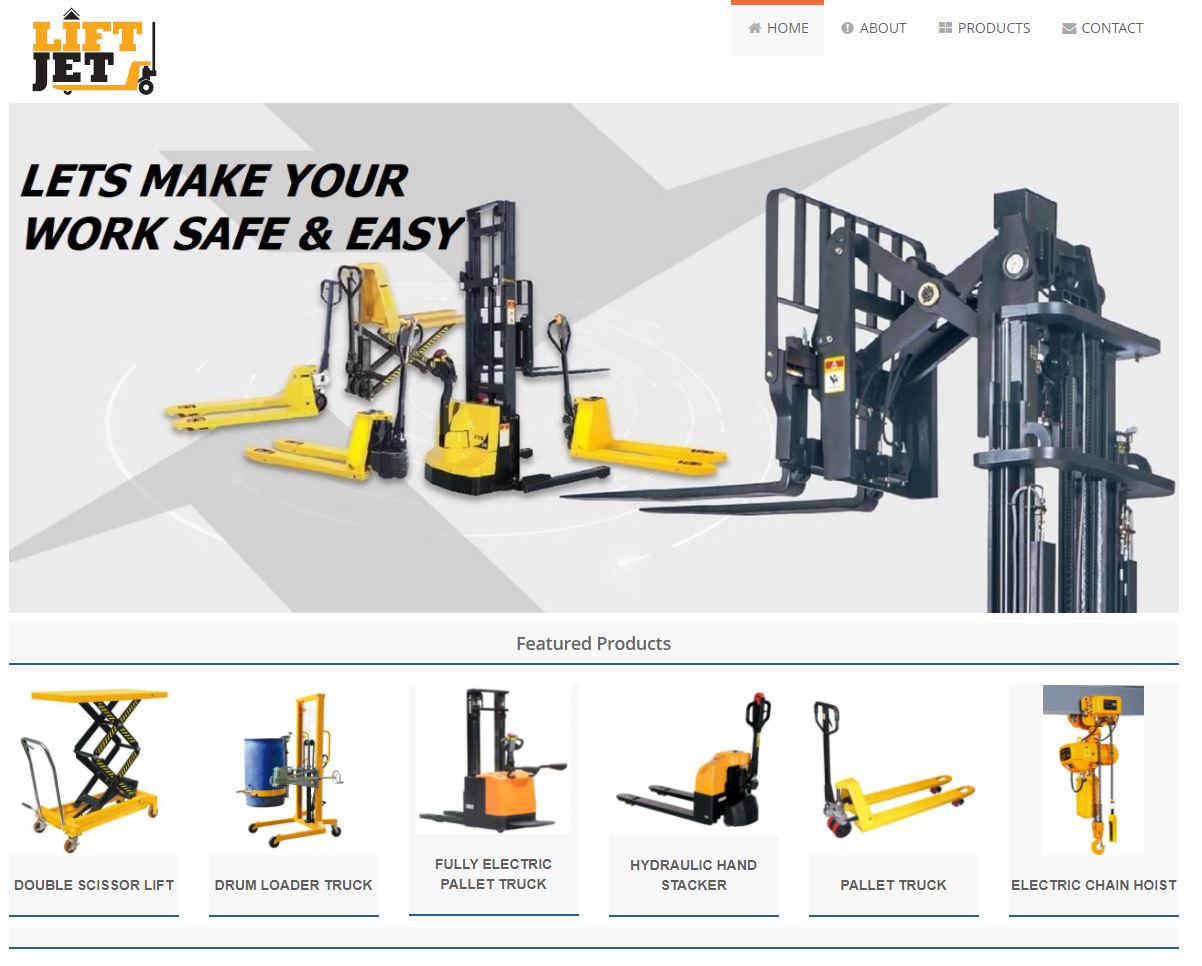 LIFT
JET
HOME
ABOUT
PRODUCTS
CONTACT
LETS MAKE YOUR
WORK SAFE & EASY
Featured Products
DOUBLE SCISSOR LIFT
DRUM LOADER TRUCK
FULLY ELECTRIC
PALLET TRUCK
HYDRAULIC HAND
STACKER
PALLET TRUCK
ELECTRIC CHAIN HOIST